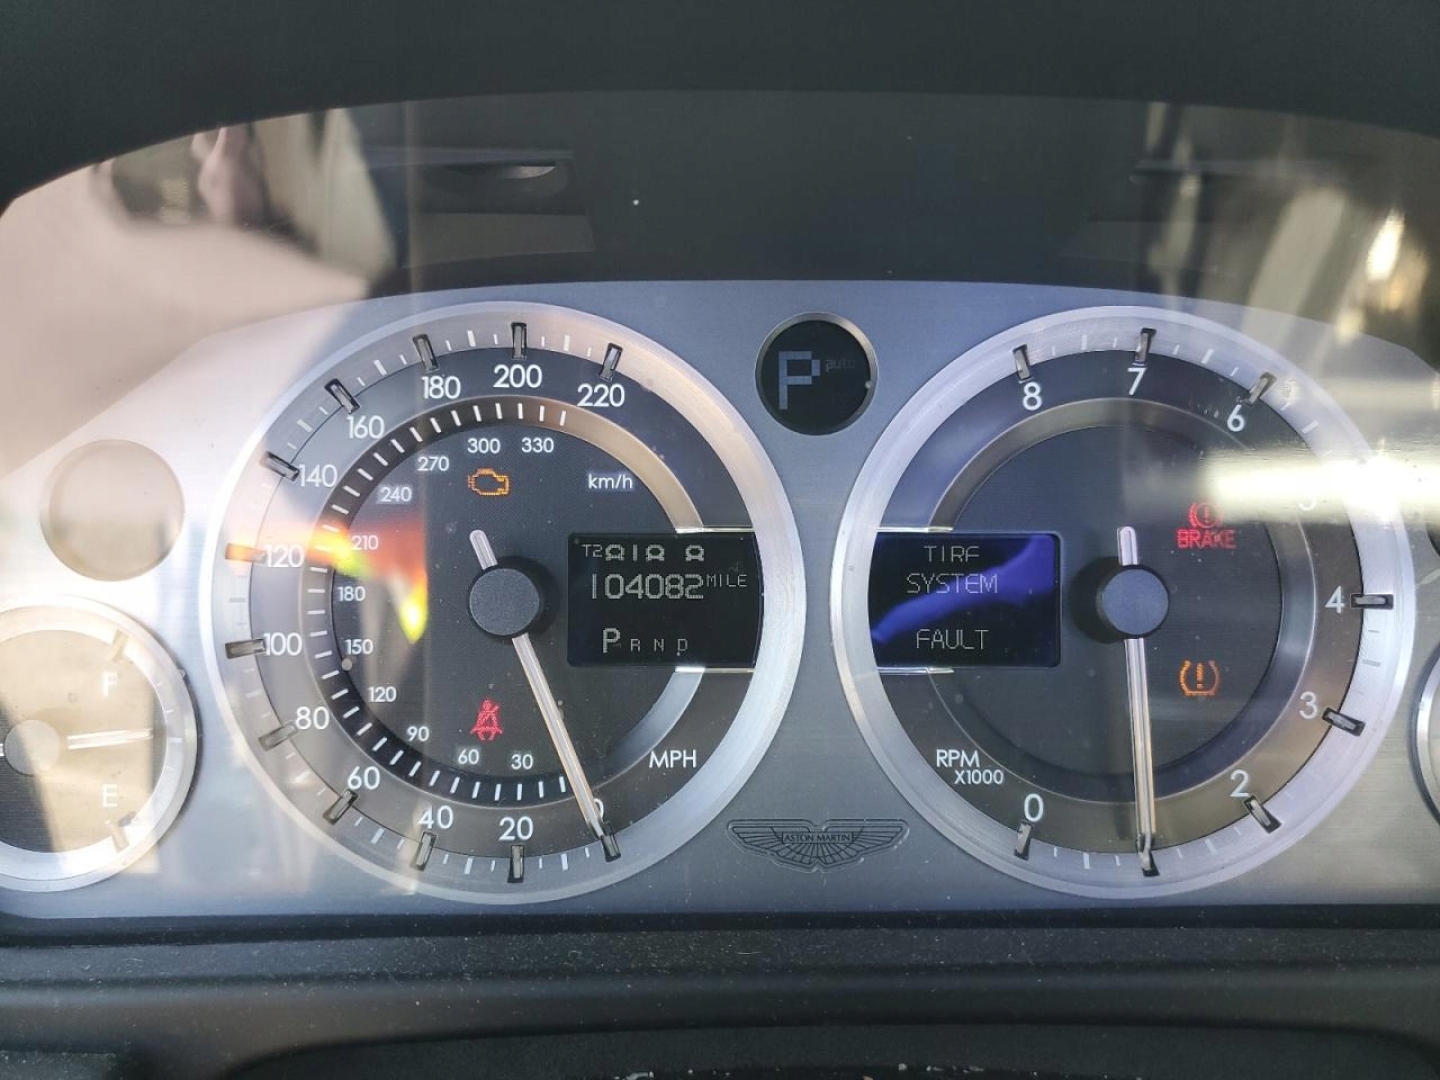 P auto
220
200
180
160
140
120
100
80
60
40
20
330
300
270
240
210
180
150
120
90
60
30
km/h
MPH
T2
104082 MILE
P R N D
F
E
ASTON MARTIN
8
7
6
4
3
2
0
RPM
X1000
SYSTEM
FAULT
BRAKE